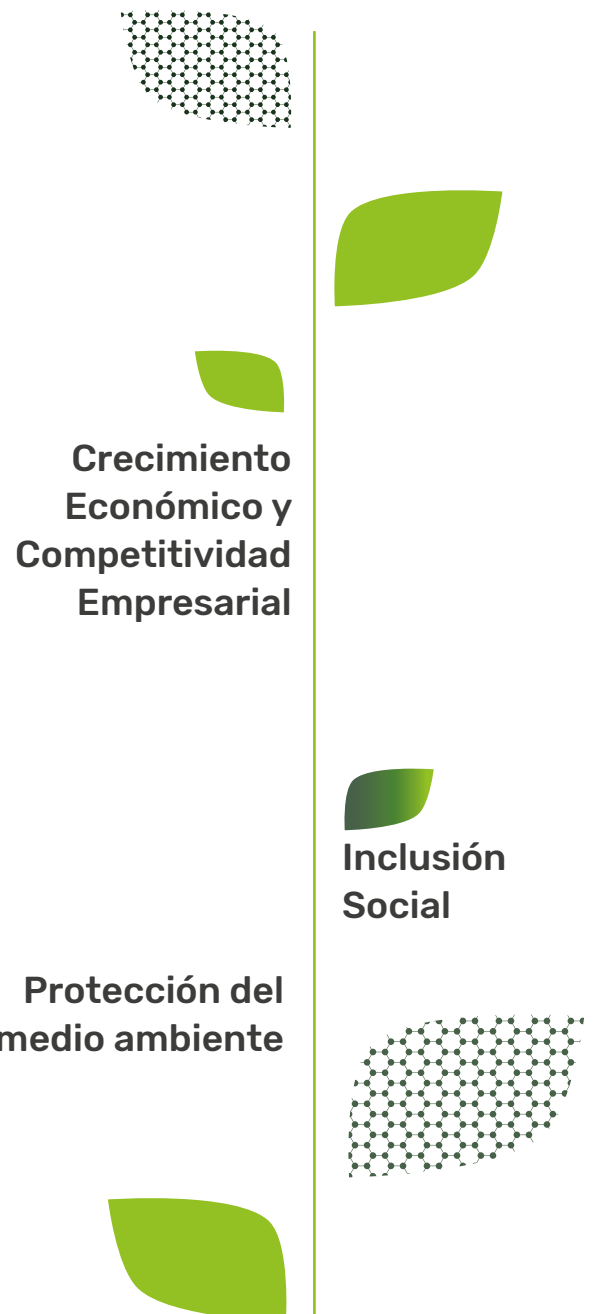 Crecimiento
Económico y
Competitividad
Empresarial
Inclusión
Social
Protección del
medio ambiente